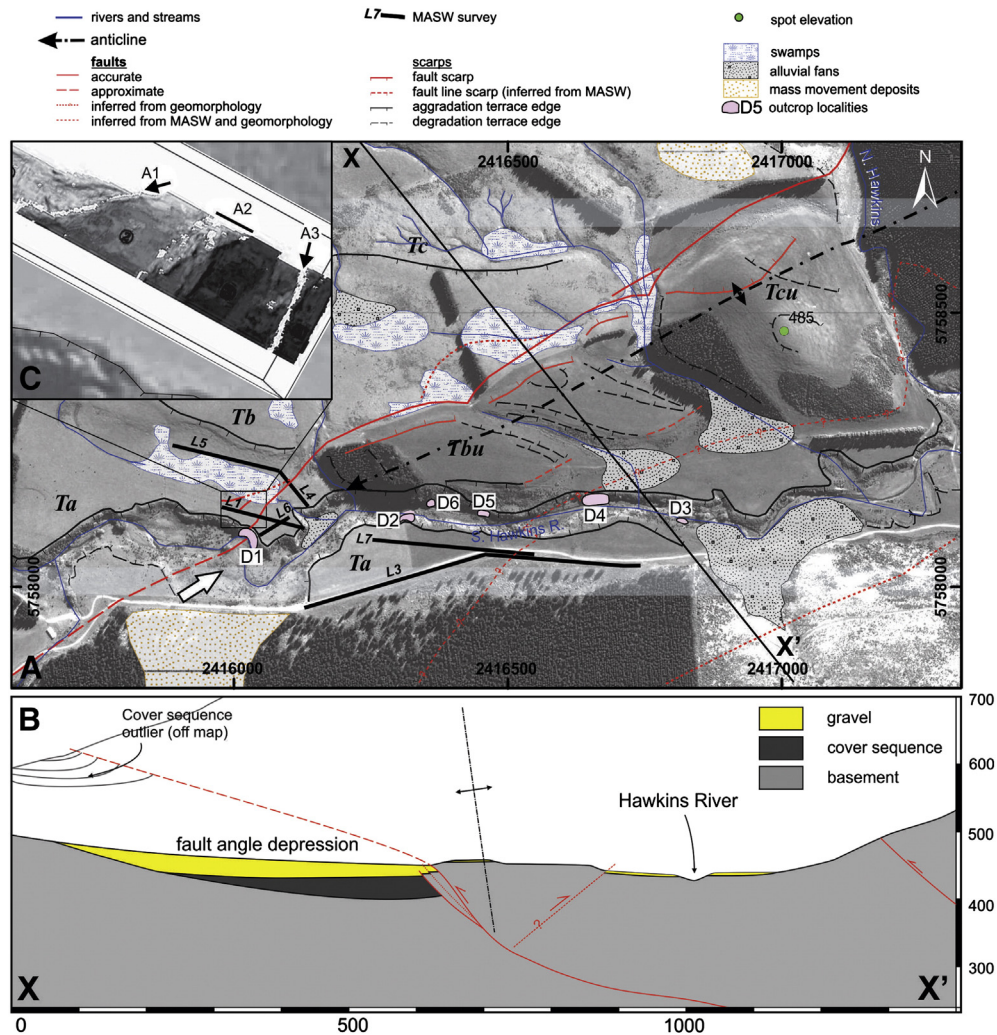 rivers and streams
anticline
faults
accurate
approximate
inferred from geomorphology
inferred from MASW and geomorphology
L7 MASW survey
scarps
fault scarp
fault line scarp (inferred from MASW)
aggradation terrace edge
degradation terrace edge
spot elevation
swamps
alluvial fans
mass movement deposits
D5 outcrop localities
X
2416500
2417000
N
N. Hawkins
A1
A2
A3
C
Tc
Tcu
485
5758500
Tb
Tbu
L5
L4
L1
L6
Ta
D1
D2
D6
D5
D4
D3
S. Hawkins R
L7
Ta
L3
5758000
5758000
A
2416000
2416500
2417000
X'
B
Cover sequence
outlier (off map)
fault angle depression
Hawkins River
gravel
cover sequence
basement
?
700
600
500
400
300
X
X'
0
500
1000